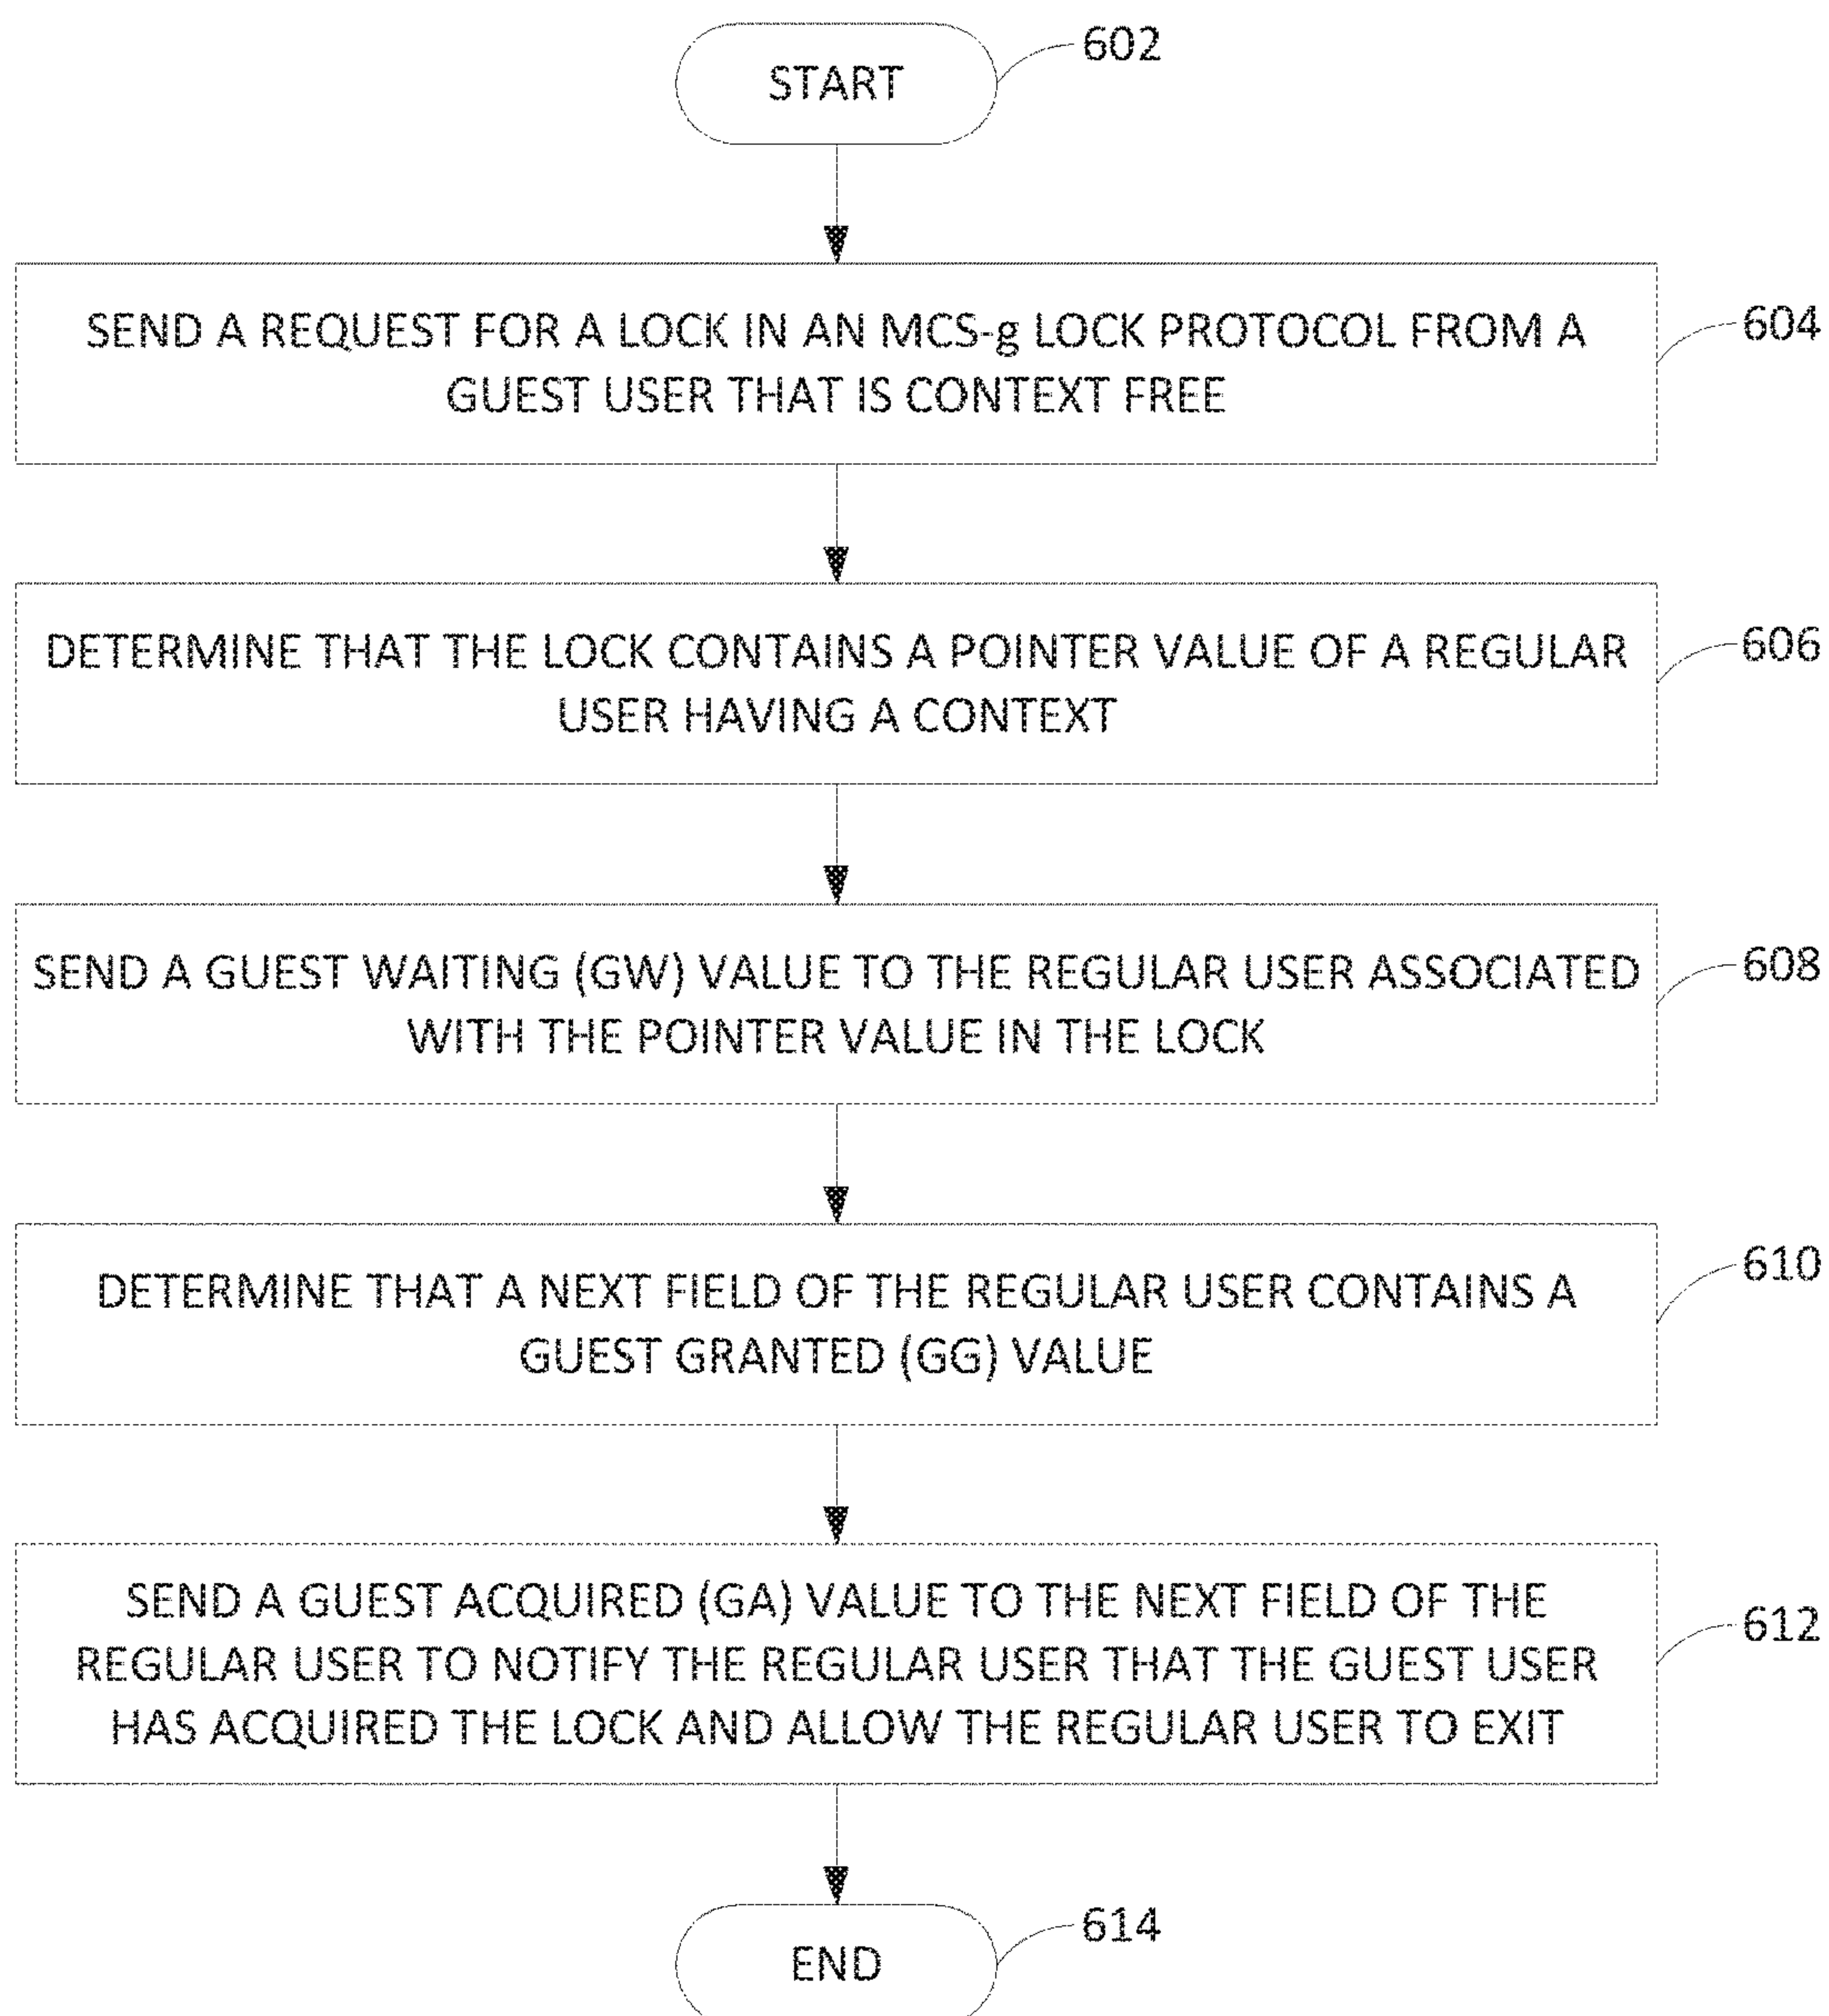 START
602
SEND A REQUEST FOR A LOCK IN AN MCS-g LOCK PROTOCOL FROM A
GUEST USER THAT IS CONTEXT FREE
604
DETERMINE THAT THE LOCK CONTAINS A POINTER VALUE OF A REGULAR
USER HAVING A CONTEXT
606
SEND A GUEST WAITING (GW) VALUE TO THE REGULAR USER ASSOCIATED
WITH THE POINTER VALUE IN THE LOCK
608
DETERMINE THAT A NEXT FIELD OF THE REGULAR USER CONTAINS A
GUEST GRANTED (GG) VALUE
610
SEND A GUEST ACQUIRED (GA) VALUE TO THE NEXT FIELD OF THE
REGULAR USER TO NOTIFY THE REGULAR USER THAT THE GUEST USER
HAS ACQUIRED THE LOCK AND ALLOW THE REGULAR USER TO EXIT
612
END
614